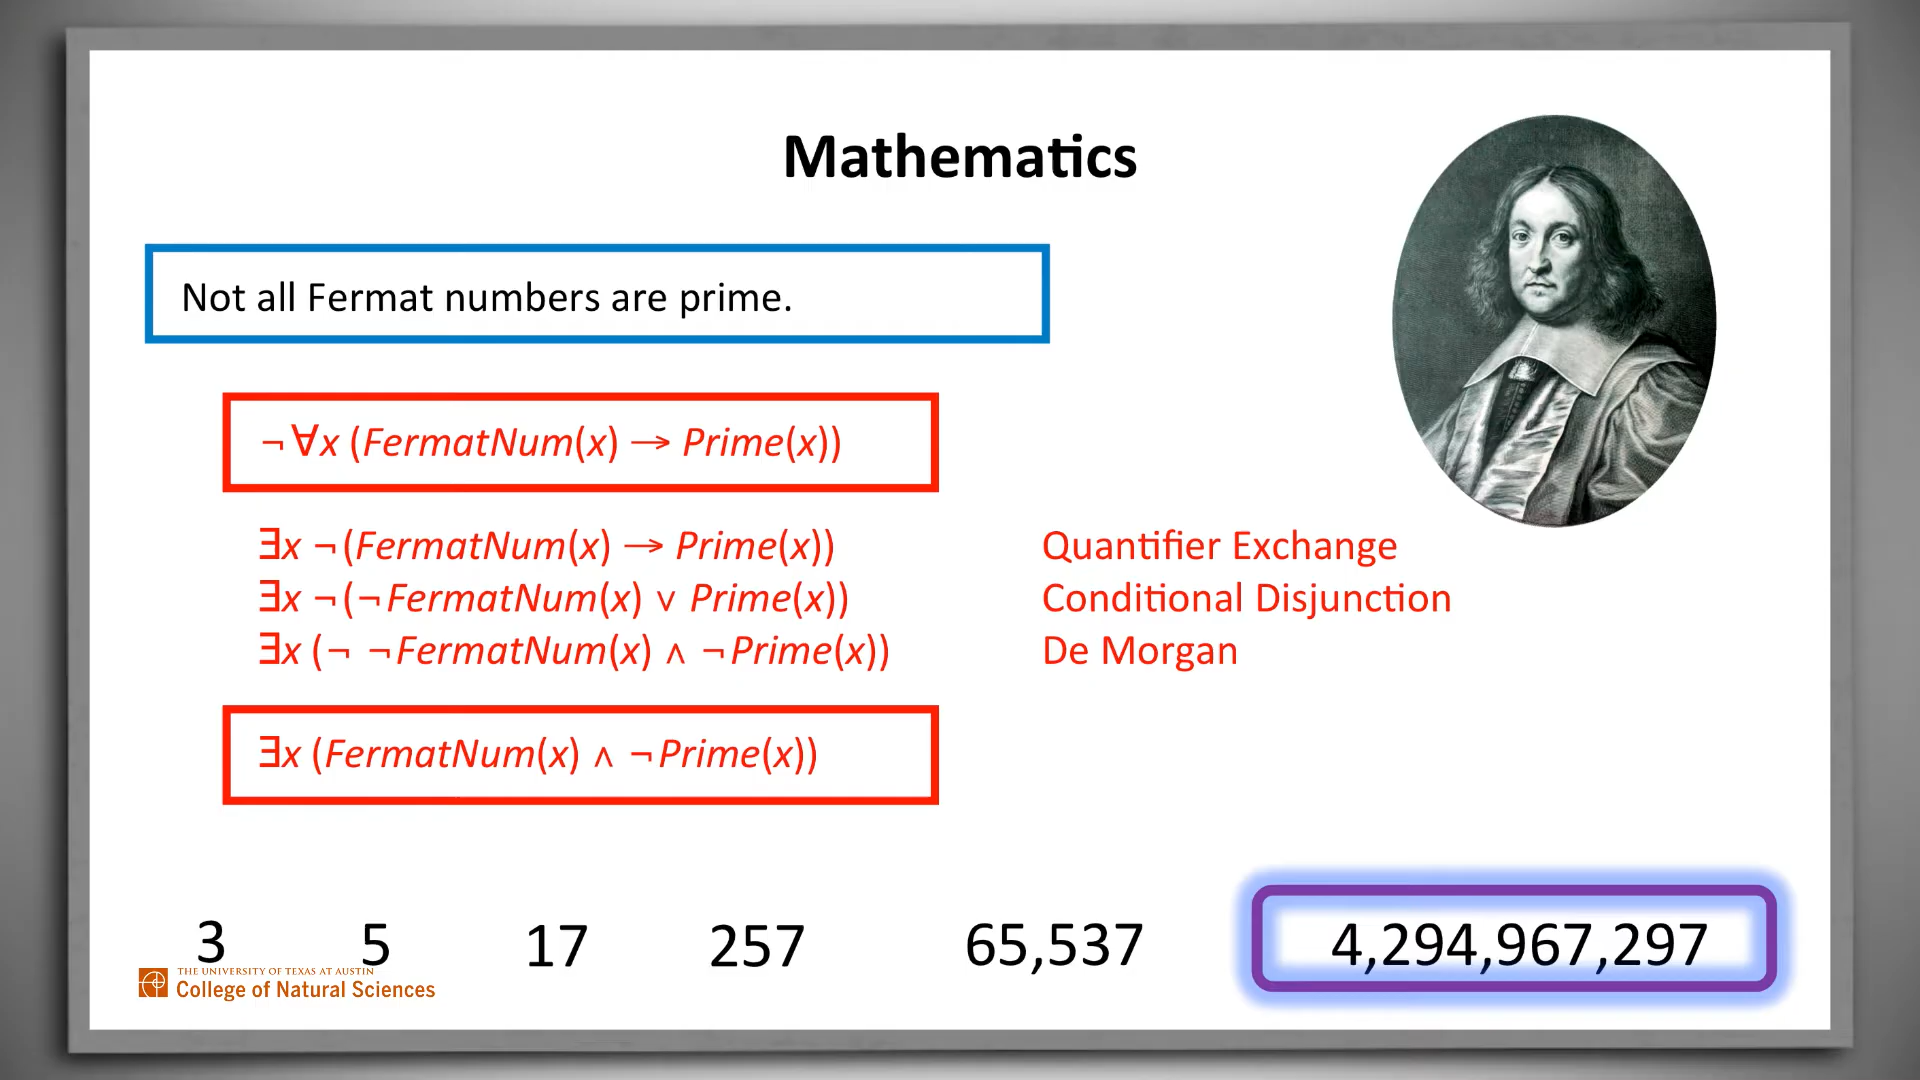 Mathematics
Not all Fermat numbers are prime.
¬∀x (FermatNum(x) → Prime(x))
∃x ¬(FermatNum(x) → Prime(x)) Quantifier Exchange
∃x ¬(¬FermatNum(x) ∨ Prime(x)) Conditional Disjunction
∃x (¬ ¬FermatNum(x) ∧ ¬Prime(x)) De Morgan
∃x (FermatNum(x) ∧ ¬Prime(x))
3 5 17 257 65,537 4,294,967,297
THE UNIVERSITY OF TEXAS AT AUSTIN
College of Natural Sciences